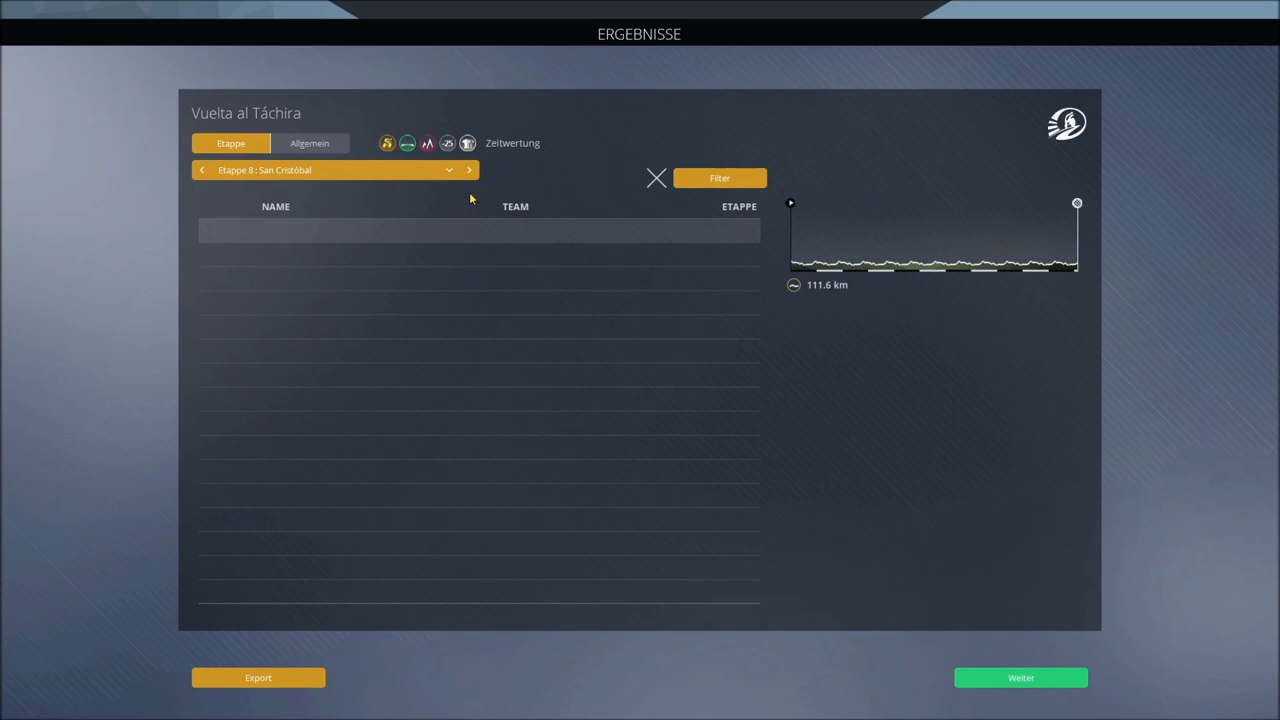 ERGEBNISSE
Vuelta al Táchira
Etappe Allgemein -25 Zeitwertung
Etappe 8 : San Cristóbal
Filter
NAME TEAM ETAPPE
111.6 km
Export Weiter